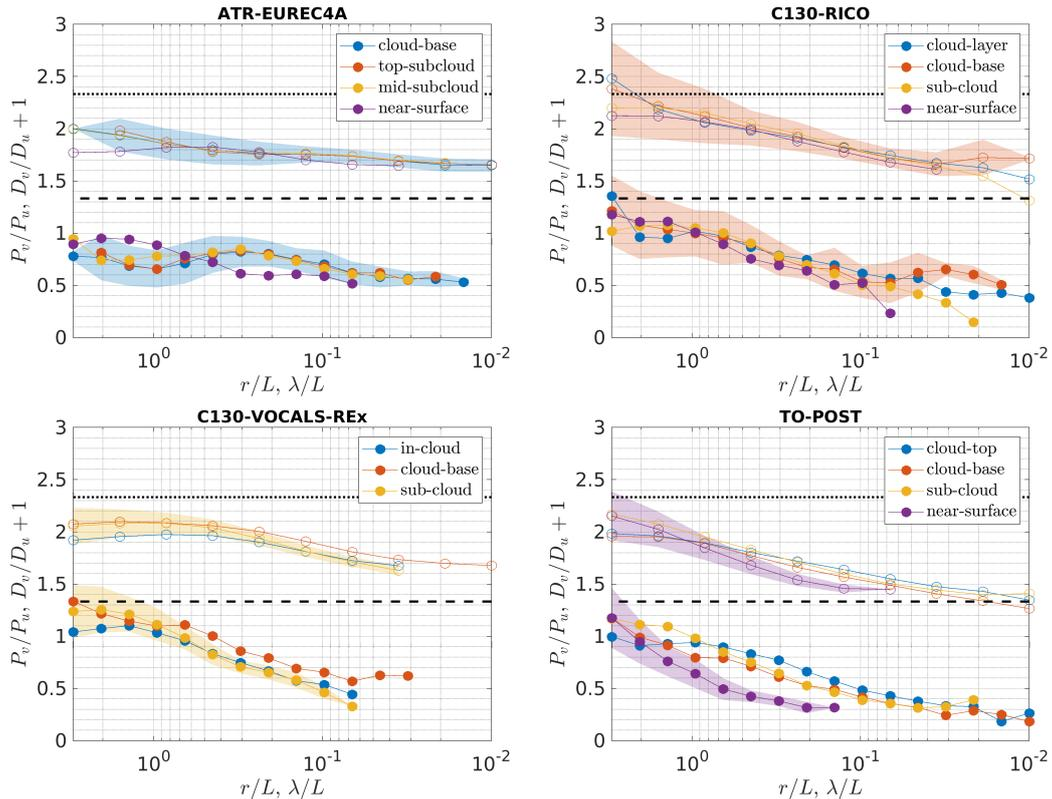 ATR-EUREC4A
3
2.5
2
1.5
1
0.5
0
P_v/P_u, D_v/D_u + 1
cloud-base
top-subcloud
mid-subcloud
near-surface
10^0
10^-1
10^-2
r/L, λ/L
C130-RICO
3
2.5
2
1.5
1
0.5
0
P_v/P_u, D_v/D_u + 1
cloud-layer
cloud-base
sub-cloud
near-surface
10^0
10^-1
10^-2
r/L, λ/L
C130-VOCALS-REx
3
2.5
2
1.5
1
0.5
0
P_v/P_u, D_v/D_u + 1
in-cloud
cloud-base
sub-cloud
10^0
10^-1
10^-2
r/L, λ/L
TO-POST
3
2.5
2
1.5
1
0.5
0
P_v/P_u, D_v/D_u + 1
cloud-top
cloud-base
sub-cloud
near-surface
10^0
10^-1
10^-2
r/L, λ/L